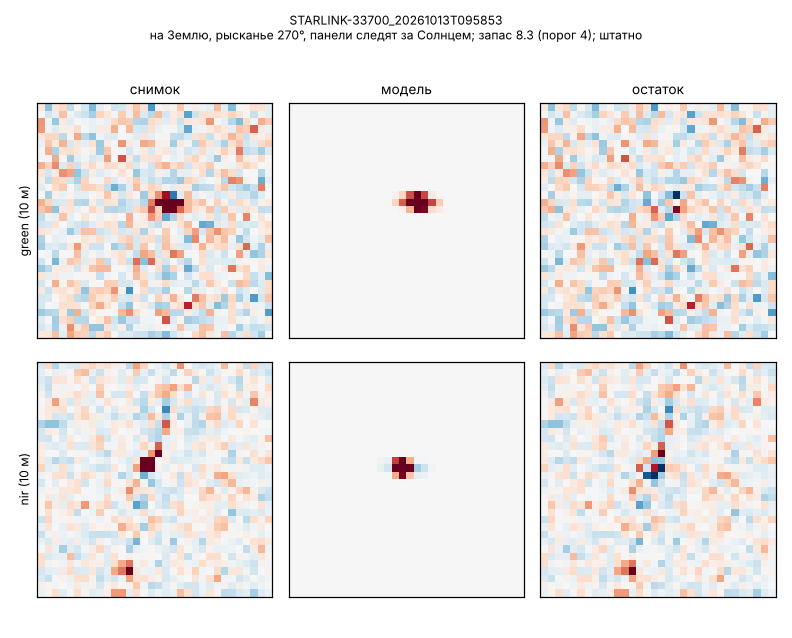 STARLINK-33700_20261013T095853
на Землю, рысканье 270°, панели следят за Солнцем; запас 8.3 (порог 4); штатно
снимок
модель
остаток
green (10 м)
nir (10 м)